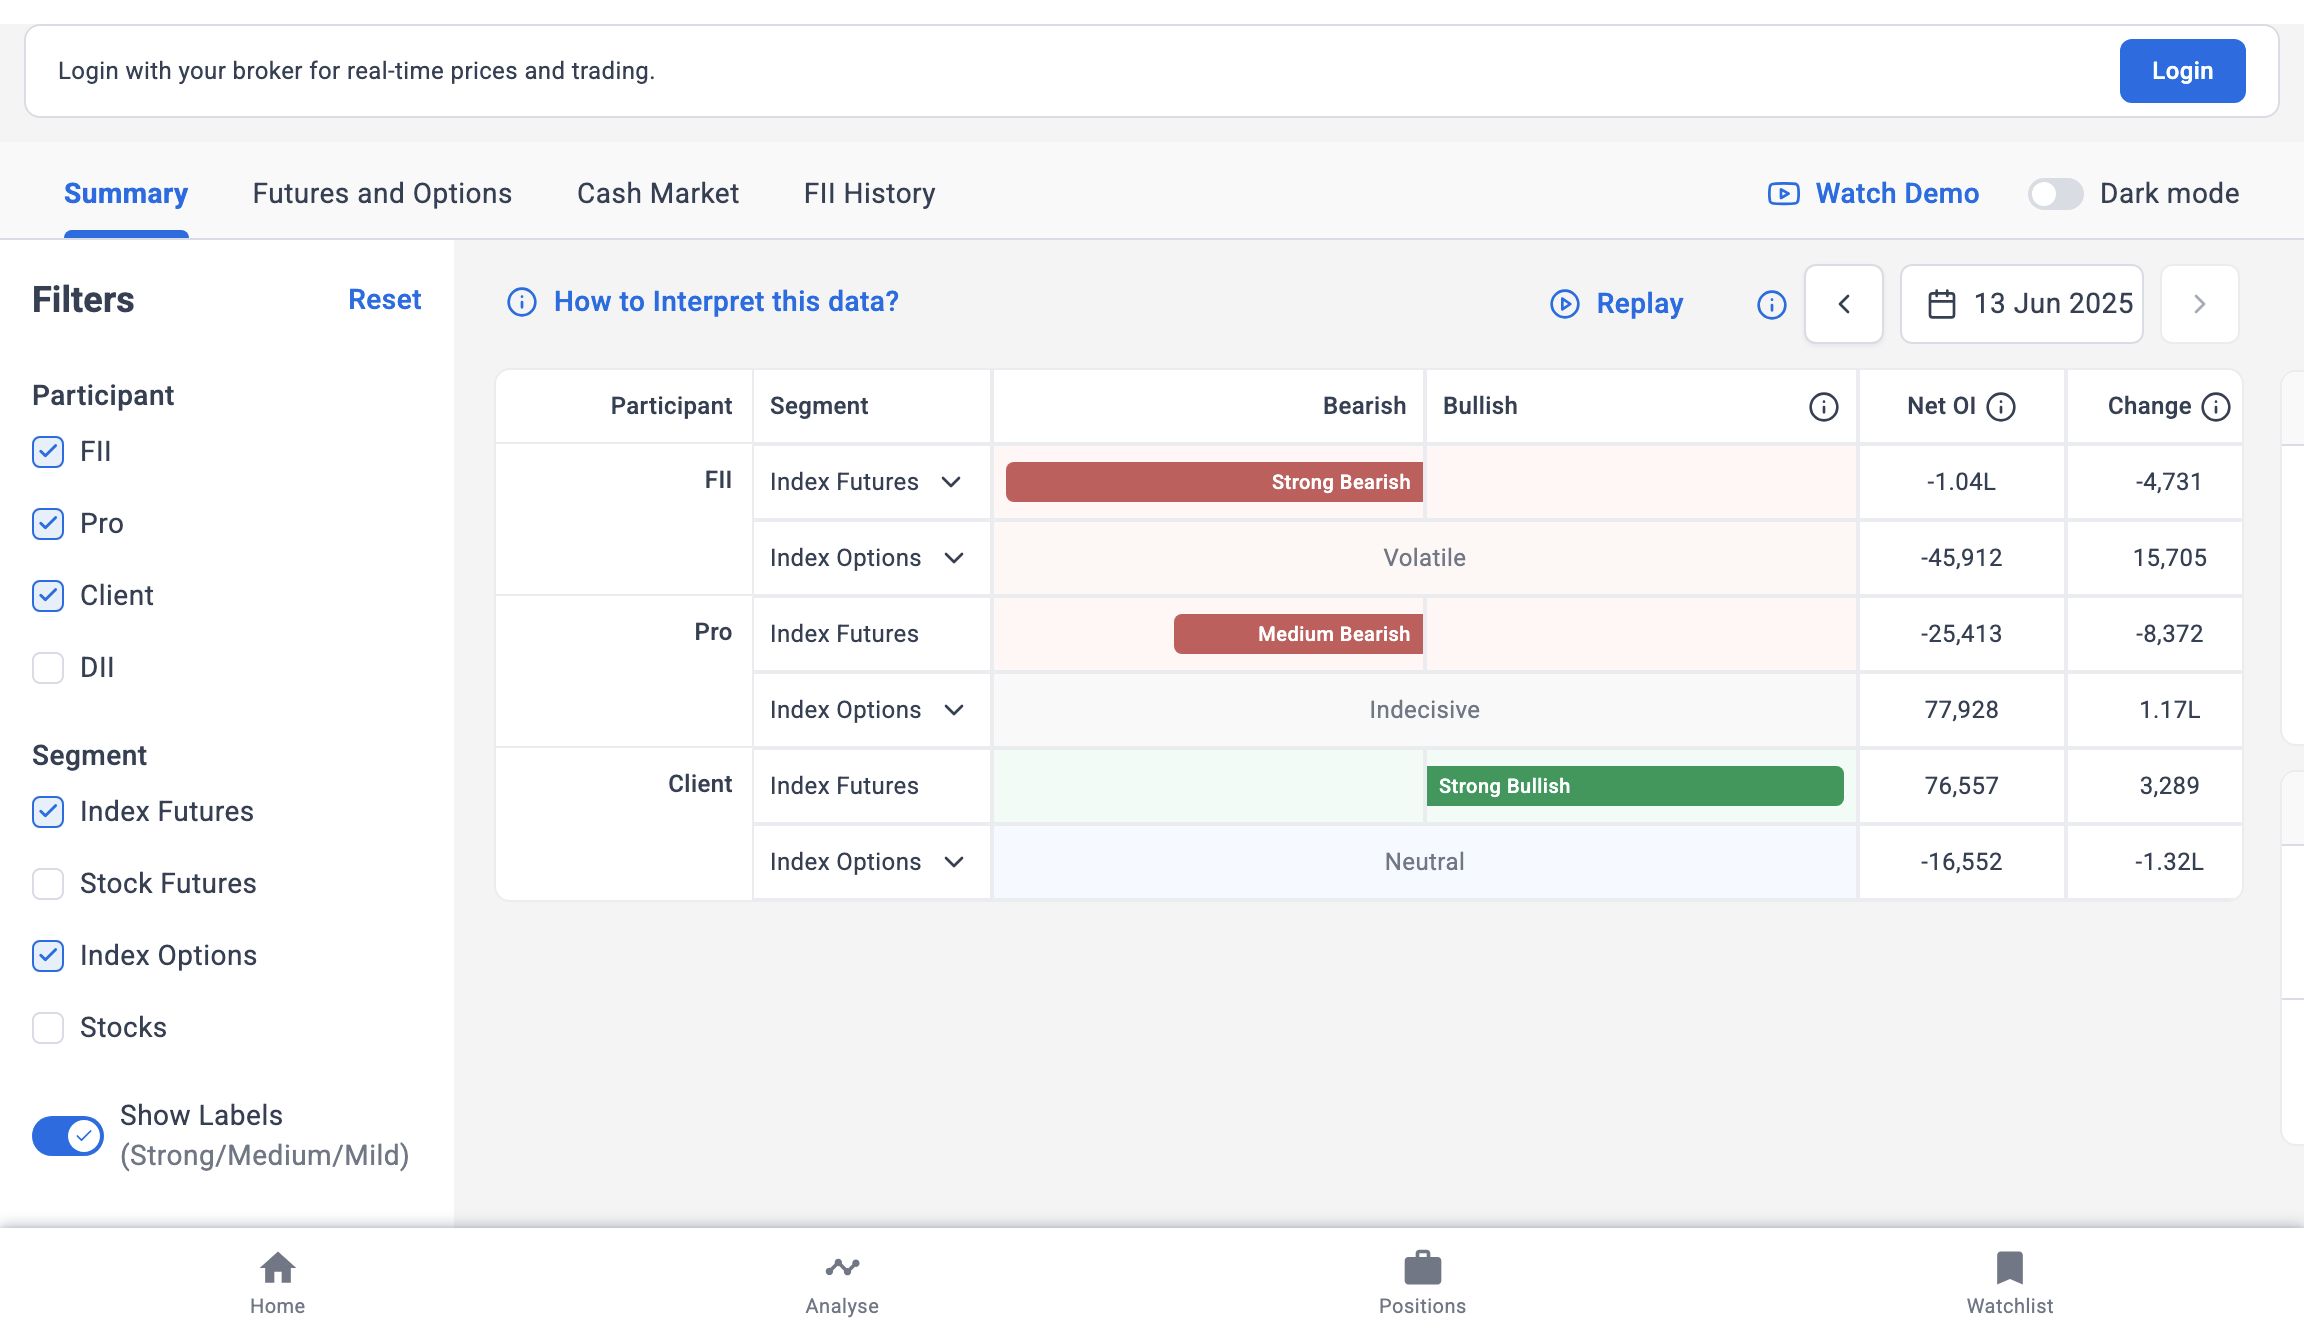 Login with your broker for real-time prices and trading.
Login
Summary
Futures and Options
Cash Market
FII History
Watch Demo
Dark mode
Filters
Reset
Participant
FII
Pro
Client
DII
Segment
Index Futures
Stock Futures
Index Options
Stocks
Show Labels
(Strong/Medium/Mild)
How to Interpret this data?
Replay
13 Jun 2025
Participant Segment Bearish Bullish Net OI Change
FII Index Futures Strong Bearish -1.04L -4,731
Index Options Volatile -45,912 15,705
Pro Index Futures Medium Bearish -25,413 -8,372
Index Options Indecisive 77,928 1.17L
Client Index Futures Strong Bullish 76,557 3,289
Index Options Neutral -16,552 -1.32L
Home
Analyse
Positions
Watchlist